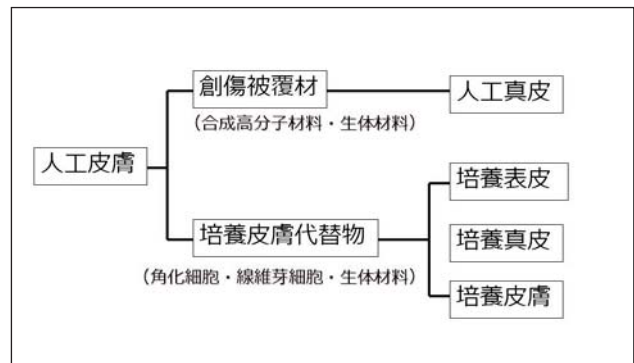 創傷被覆材
人工真皮
(合成高分子材料・生体材料)
人工皮膚
培養表皮
培養皮膚代替物
培養真皮
(角化細胞・線維芽細胞・生体材料)
培養皮膚